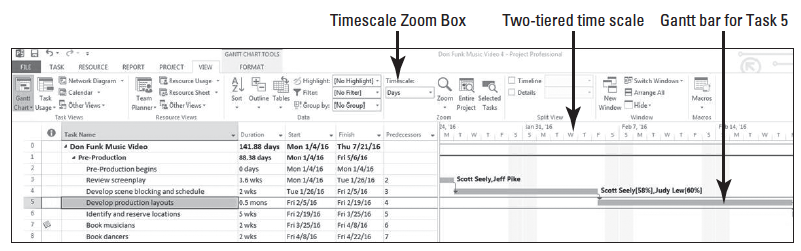 Timescale Zoom Box Two-tiered time scale Gantt bar for Task 5
GANTT CHART TOOLS Don Funk Music Video 4 - Project Professional
FILE TASK RESOURCE REPORT PROJECT VIEW FORMAT
Network Diagram Resource Usage Highlight: [No Highlight] Timescale: Timeline Switch Windows
Calendar Resource Sheet Filter: [No Filter] Days Details Arrange All
Gantt Chart Task Usage Other Views Team Planner Other Views Sort Outline Tables Group by: [No Group] Zoom Entire Project Selected Tasks New Window Hide Macros
Task Views Resource Views Data Zoom Split View Window Macros
24, '16 Jan 31, '16 Feb 7, '16 Feb 14, '16
Task Name Duration Start Finish Predecessors M T W T F S S M T W T F S S M T W T F S S M T W T F
0 Don Funk Music Video 141.88 days Mon 1/4/16 Thu 7/21/16
1 Pre-Production 88.38 days Mon 1/4/16 Fri 5/6/16
2 Pre-Production begins 0 days Mon 1/4/16 Mon 1/4/16
3 Review screenplay 3.6 wks Mon 1/4/16 Tue 1/26/16 2 Scott Seely,Jeff Pike
4 Develop scene blocking and schedule 2 wks Tue 1/26/16 Fri 2/5/16 3 Scott Seely[58%],Judy Lew[60%]
5 Develop production layouts 0.5 mons Fri 2/5/16 Fri 2/19/16 4
6 Identify and reserve locations 5 wks Fri 2/19/16 Fri 3/25/16 5
7 Book musicians 2 wks Fri 3/25/16 Fri 4/8/16 6
8 Book dancers 2 wks Fri 4/8/16 Fri 4/22/16 7